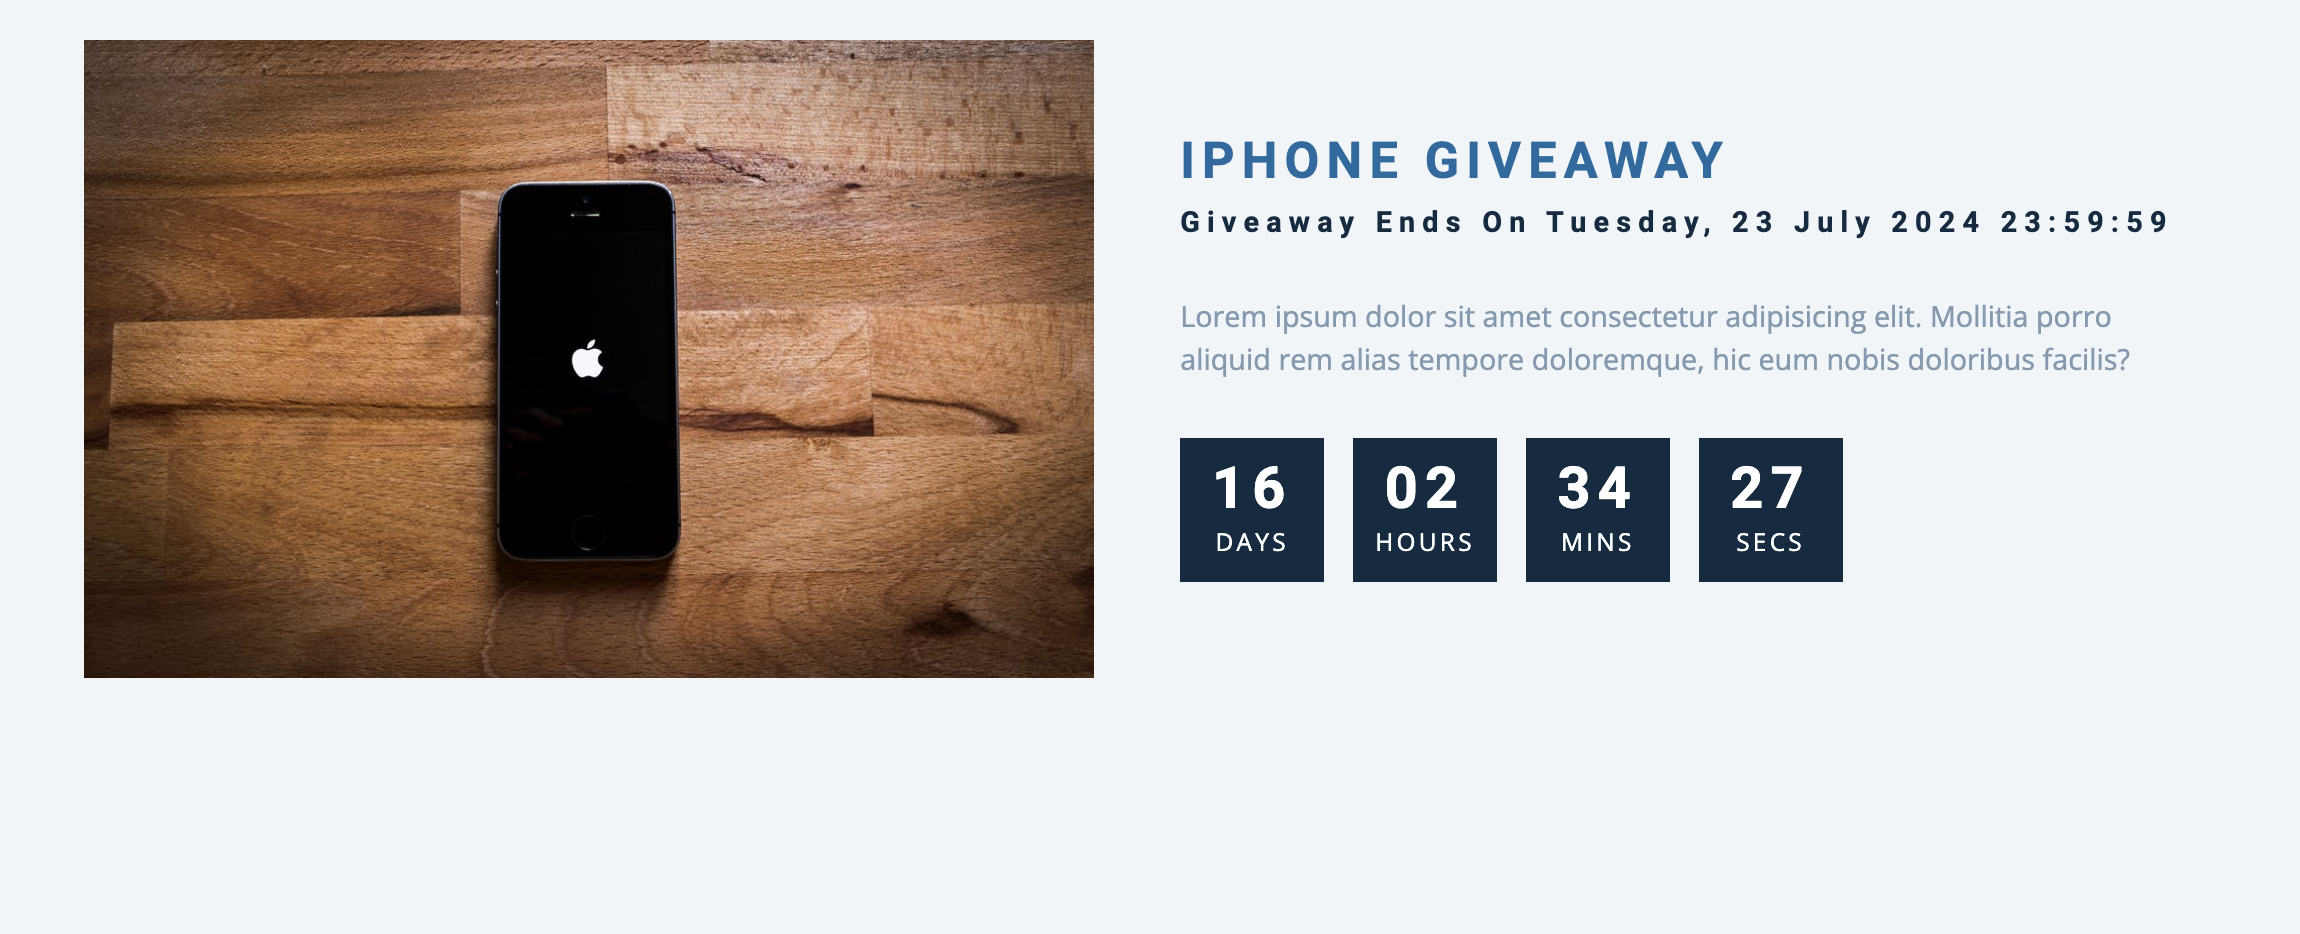 IPHONE GIVEAWAY
Giveaway Ends On Tuesday, 23 July 2024 23:59:59
Lorem ipsum dolor sit amet consectetur adipisicing elit. Mollitia porro
aliquid rem alias tempore doloremque, hic eum nobis doloribus facilis?
16 02 34 27
DAYS HOURS MINS SECS